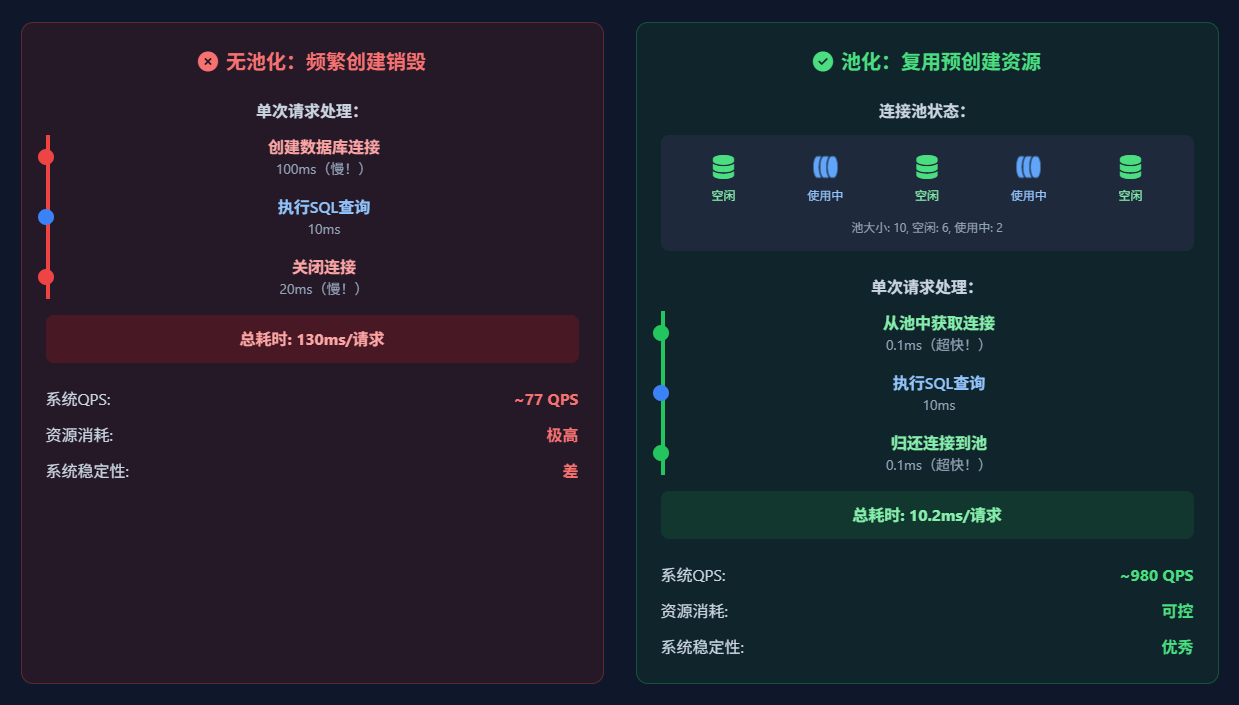 无池化：频繁创建销毁
单次请求处理：
创建数据库连接
100ms（慢！）
执行SQL查询
10ms
关闭连接
20ms（慢！）
总耗时: 130ms/请求
系统QPS: ~77 QPS
资源消耗: 极高
系统稳定性: 差
池化：复用预创建资源
连接池状态：
空闲 使用中 空闲 使用中 空闲
池大小: 10, 空闲: 6, 使用中: 2
单次请求处理：
从池中获取连接
0.1ms（超快！）
执行SQL查询
10ms
归还连接到池
0.1ms（超快！）
总耗时: 10.2ms/请求
系统QPS: ~980 QPS
资源消耗: 可控
系统稳定性: 优秀